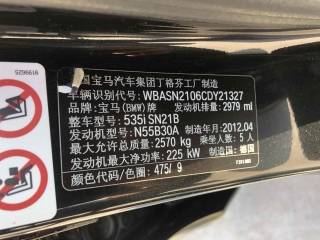 国宝马汽车集团丁格芬工厂制造
车辆识别代号:WBASN2106CDY21327
品牌:宝马(BMW)牌 发动机排量:2979 ml
整车型号:535i SN21B
发动机型号:N55B30A 制造年月:2012.04
最大允许总质量:2570 kg 乘坐人数:5 人
发动机最大净功率:225 kW 制造国:德国
颜色代码/色圈:475/ 9